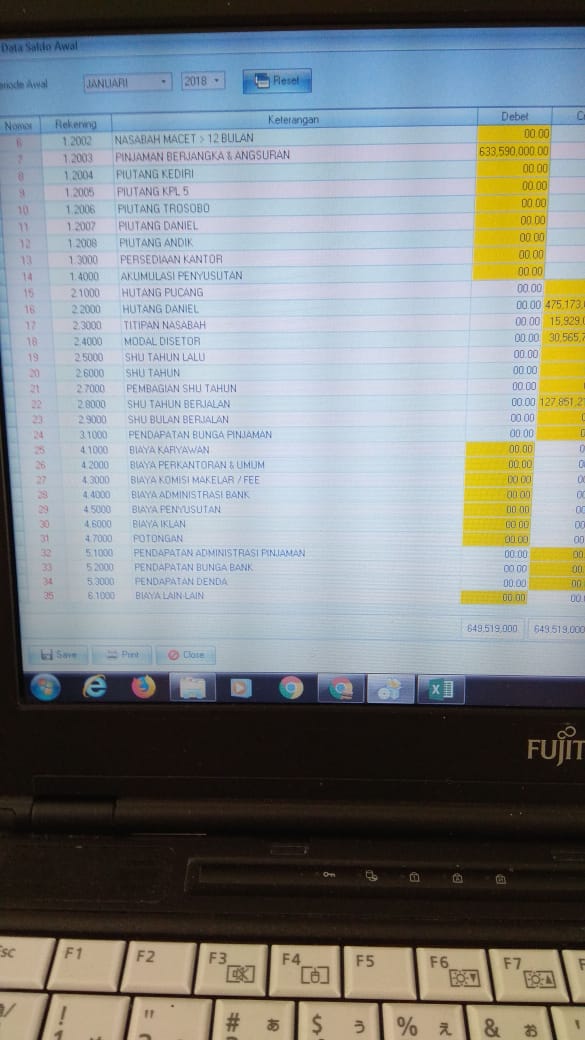 Data Saldo Awal
Awal JANUARI 2018 Reset
Nomor Rekening Keterangan Debet
6 1.2002 NASABAH MACET > 12 BULAN 00.00
7 1.2003 PINJAMAN BERJANGKA & ANGSURAN 633,590,000.00
8 1.2004 PIUTANG KEDIRI 00.00
9 1.2005 PIUTANG KPL 5 00.00
10 1.2006 PIUTANG TROSOBO 00.00
11 1.2007 PIUTANG DANIEL 00.00
12 1.2008 PIUTANG ANDIK 00.00
13 1.3000 PERSEDIAAN KANTOR 00.00
14 1.4000 AKUMULASI PENYUSUTAN 00.00
15 2.1000 HUTANG PUCANG 00.00
16 2.2000 HUTANG DANIEL 00.00 475,173,
17 2.3000 TITIPAN NASABAH 00.00 15,929,
18 2.4000 MODAL DISETOR 00.00 30,565,
19 2.5000 SHU TAHUN LALU 00.00
20 2.6000 SHU TAHUN 00.00
21 2.7000 PEMBAGIAN SHU TAHUN 00.00
22 2.8000 SHU TAHUN BERJALAN 00.00 127,851,2
23 2.9000 SHU BULAN BERJALAN 00.00
24 3.1000 PENDAPATAN BUNGA PINJAMAN 00.00
25 4.1000 BIAYA KARYAWAN 00.00
26 4.2000 BIAYA PERKANTORAN & UMUM 00.00
27 4.3000 BIAYA KOMISI MAKELAR / FEE 00.00 00
28 4.4000 BIAYA ADMINISTRASI BANK 00.00 00
29 4.5000 BIAYA PENYUSUTAN 00.00 00
30 4.6000 BIAYA IKLAN 00.00 00
31 4.7000 POTONGAN 00.00 00
32 5.1000 PENDAPATAN ADMINISTRASI PINJAMAN 00.00 00.
33 5.2000 PENDAPATAN BUNGA BANK 00.00 00.
34 5.3000 PENDAPATAN DENDA 00.00 00.
35 6.1000 BIAYA LAIN-LAIN 00.00 00.
649,519,000 649,519,000
Save Print Close
FUJIT
sc F1 F2 F3 F4 F5 F6 F7
! " # あ $ う % え & お '